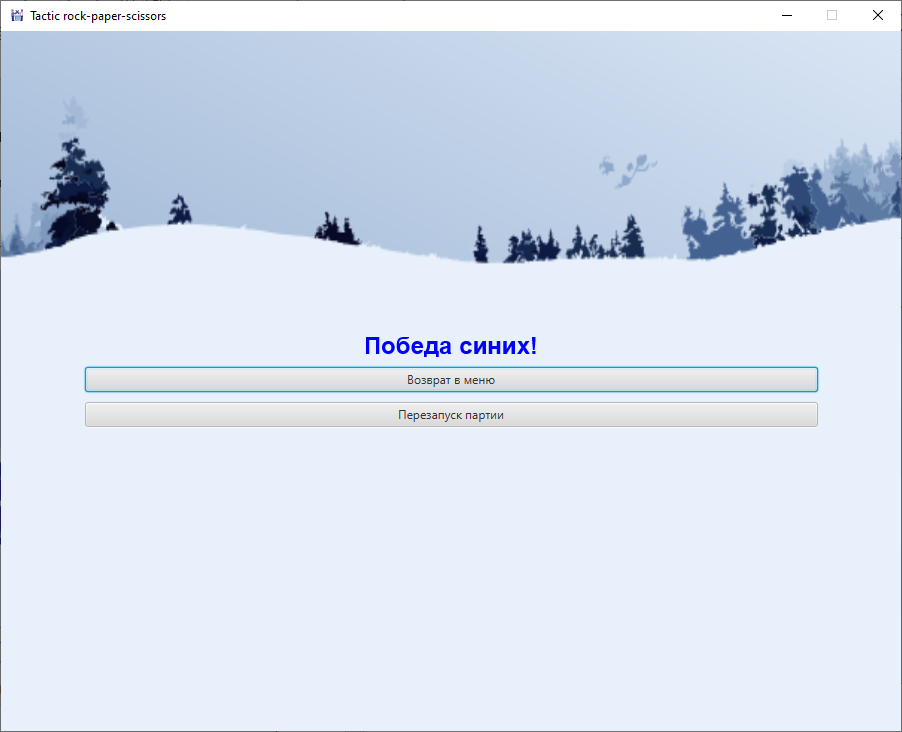 Tactic rock-paper-scissors
Победа синих!
Возврат в меню
Перезапуск партии